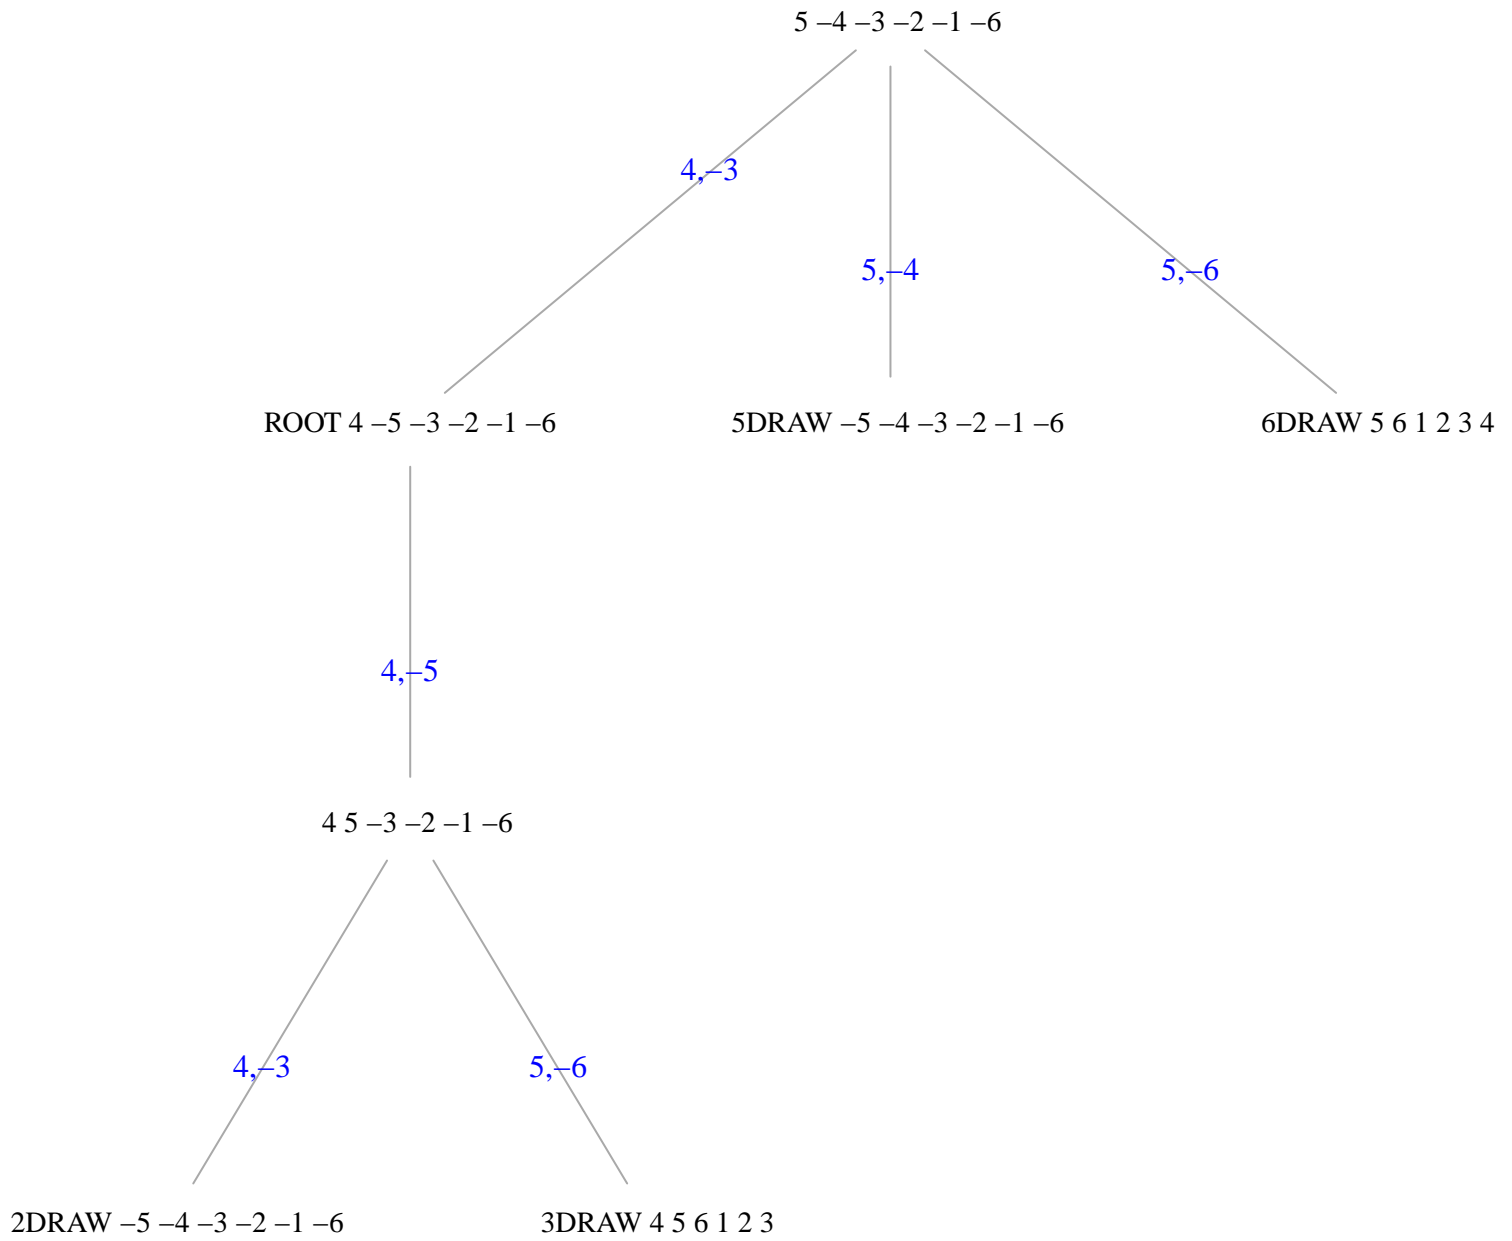 5 –4 –3 –2 –1 –6
4,–3
5,–4
5,–6
ROOT 4 –5 –3 –2 –1 –6
5DRAW –5 –4 –3 –2 –1 –6
6DRAW 5 6 1 2 3 4
4,–5
4 5 –3 –2 –1 –6
4,–3
5,–6
2DRAW –5 –4 –3 –2 –1 –6
3DRAW 4 5 6 1 2 3